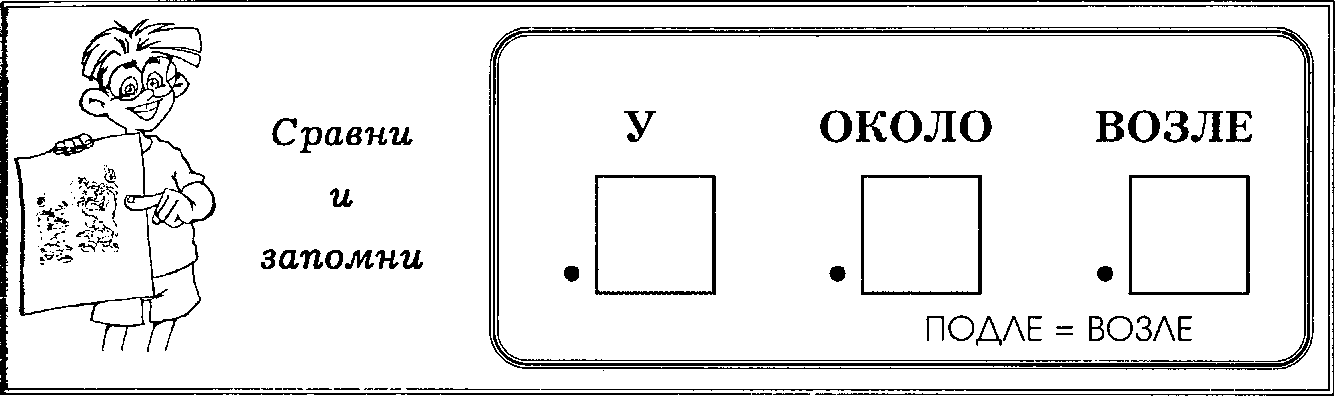 Сравни
и
запомни
У ОКОЛО ВОЗЛЕ
ПОДЛЕ = ВОЗЛЕ